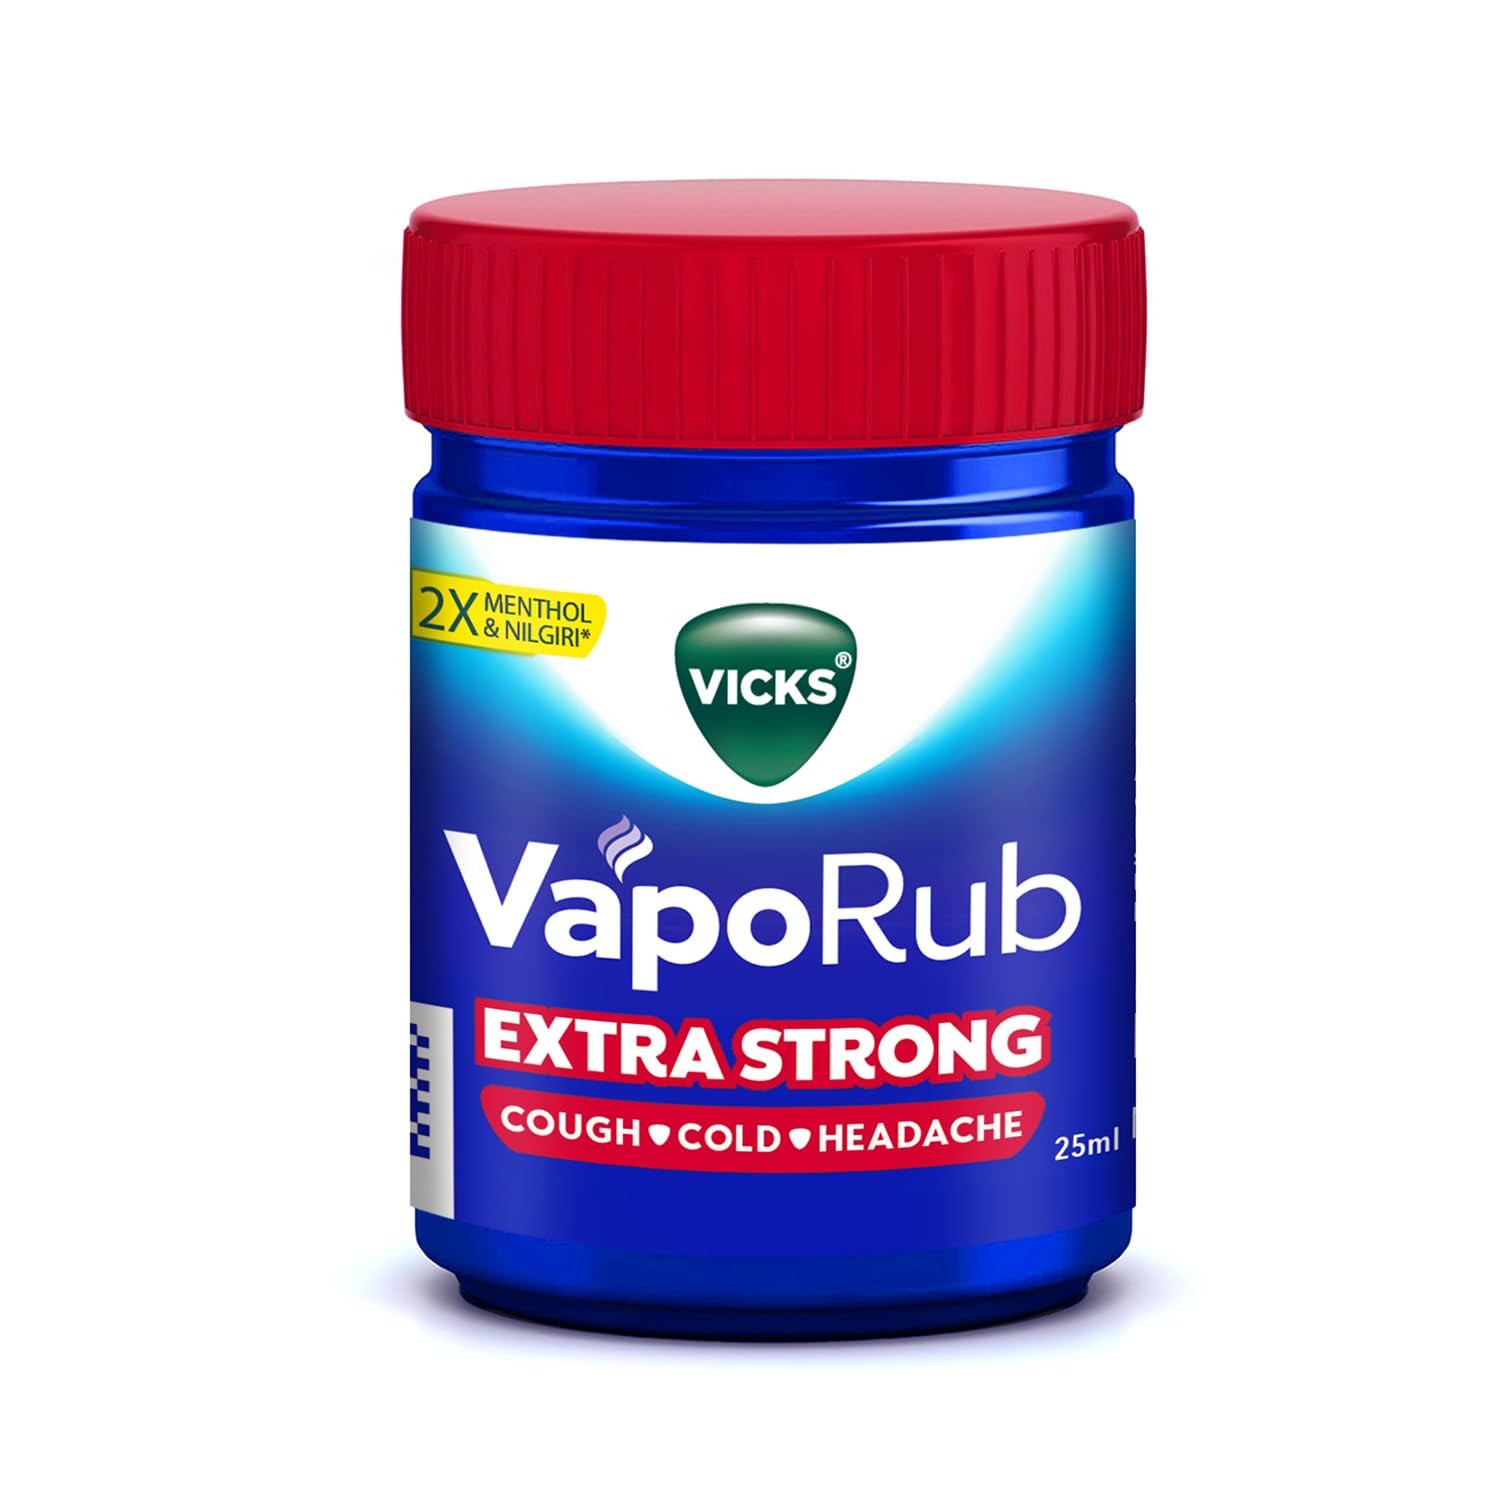 2X MENTHOL
& NILGIRI*
VICKS®
VapoRub
EXTRA STRONG
COUGH COLD HEADACHE
25ml